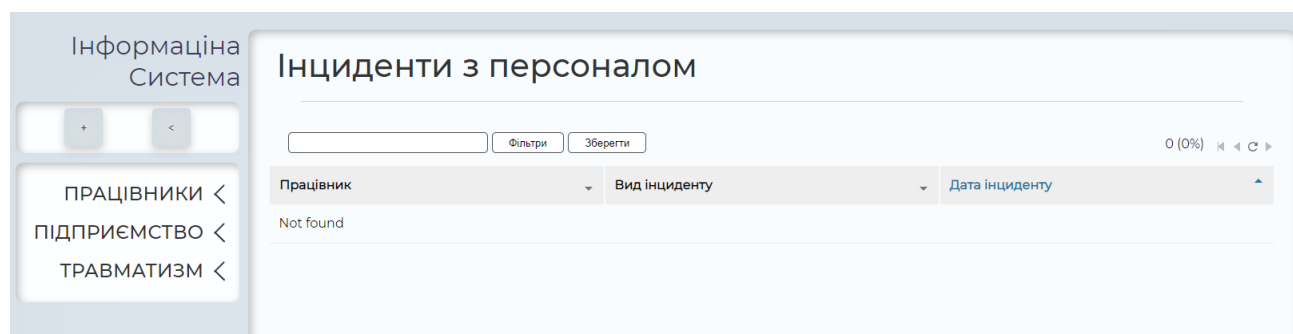 Інформаціна
Система
+ <
ПРАЦІВНИКИ <
ПІДПРИЄМСТВО <
ТРАВМАТИЗМ <
Інциденти з персоналом
Фільтри Зберегти 0 (0%)
Працівник Вид інциденту Дата інциденту
Not found